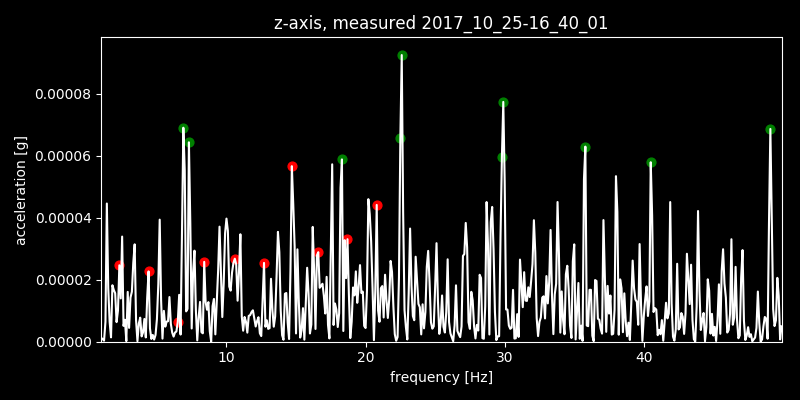 z-axis, measured 2017_10_25-16_40_01
0.00008
0.00006
0.00004
0.00002
0.00000
acceleration [g]
10 20 30 40
frequency [Hz]